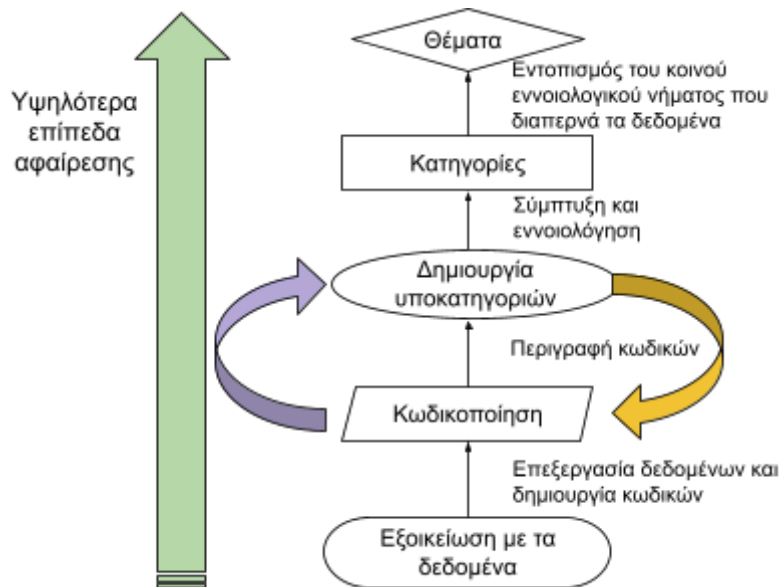 Θέματα
Εντοπισμός του κοινού
εννοιολογικού νήματος που
διαπερνά τα δεδομένα
Υψηλότερα
επίπεδα
αφαίρεσης
Κατηγορίες
Σύμπτυξη και
εννοιολόγηση
Δημιουργία
υποκατηγοριών
Περιγραφή κωδικών
Κωδικοποίηση
Επεξεργασία δεδομένων και
δημιουργία κωδικών
Εξοικείωση με τα
δεδομένα